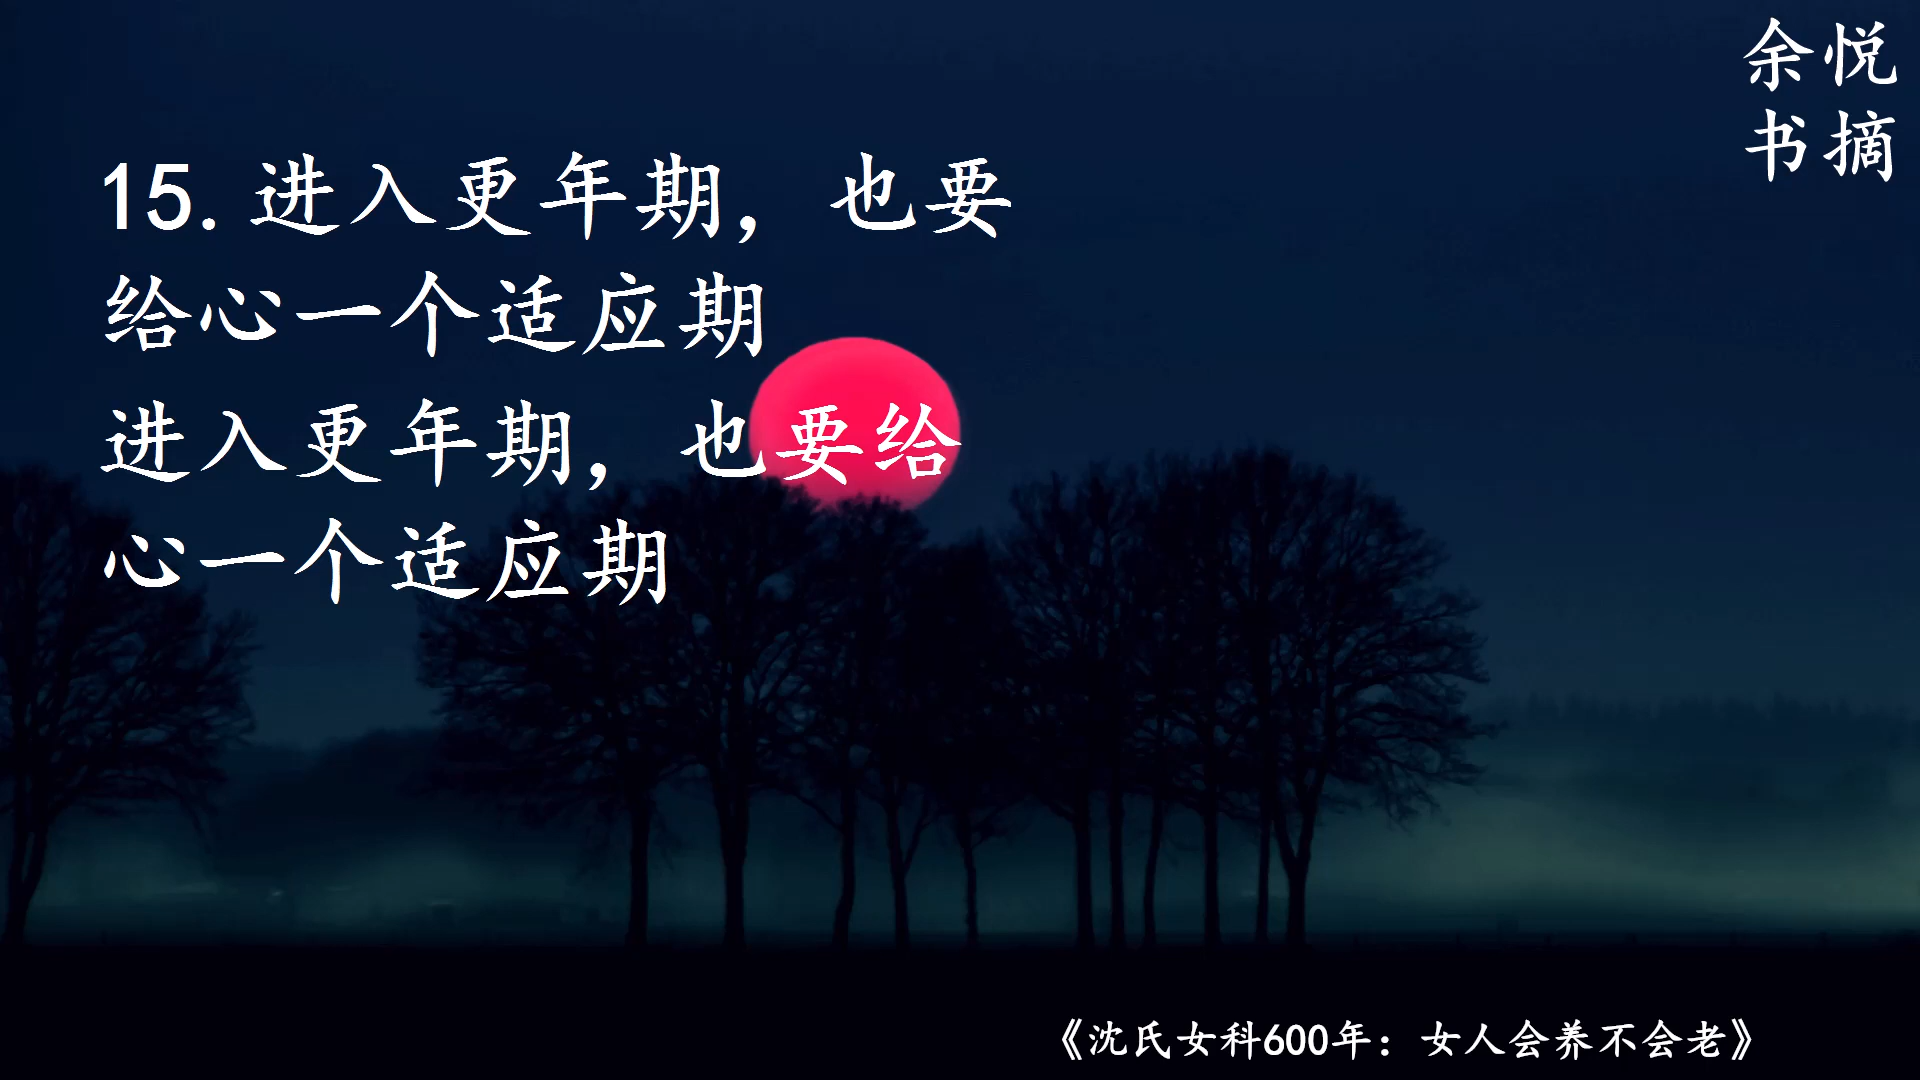 余悦
书摘
15.进入更年期，也要
给心一个适应期
进入更年期，也要给
心一个适应期
《沈氏女科600年：女人会养不会老》